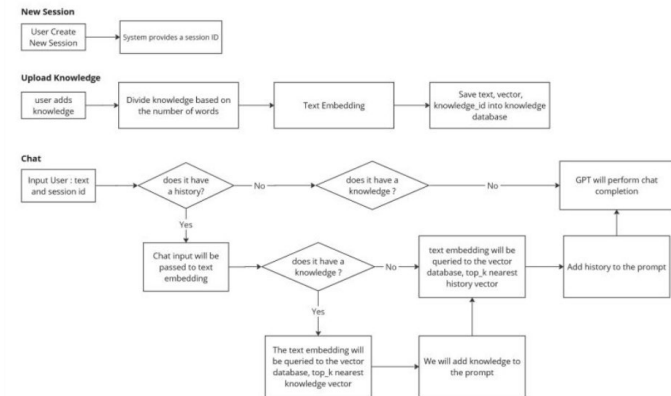 New Session
User Create
New Session
System provides a session ID
Upload Knowledge
user adds
knowledge
Divide knowledge based on
the number of words
Text Embedding
Save text, vector,
knowledge_id into knowledge
database
Chat
Input User : text
and session id
does it have
a history?
No
does it have a
knowledge ?
No
GPT will perform chat
completion
Yes
Chat input will be
passed to text
embedding
does it have a
knowledge ?
No
text embedding will be
queried to the vector
database, top_k nearest
history vector
Add history to the prompt
Yes
The text embedding will
be queried to the vector
database, top_k nearest
knowledge vector
We will add knowledge to
the prompt